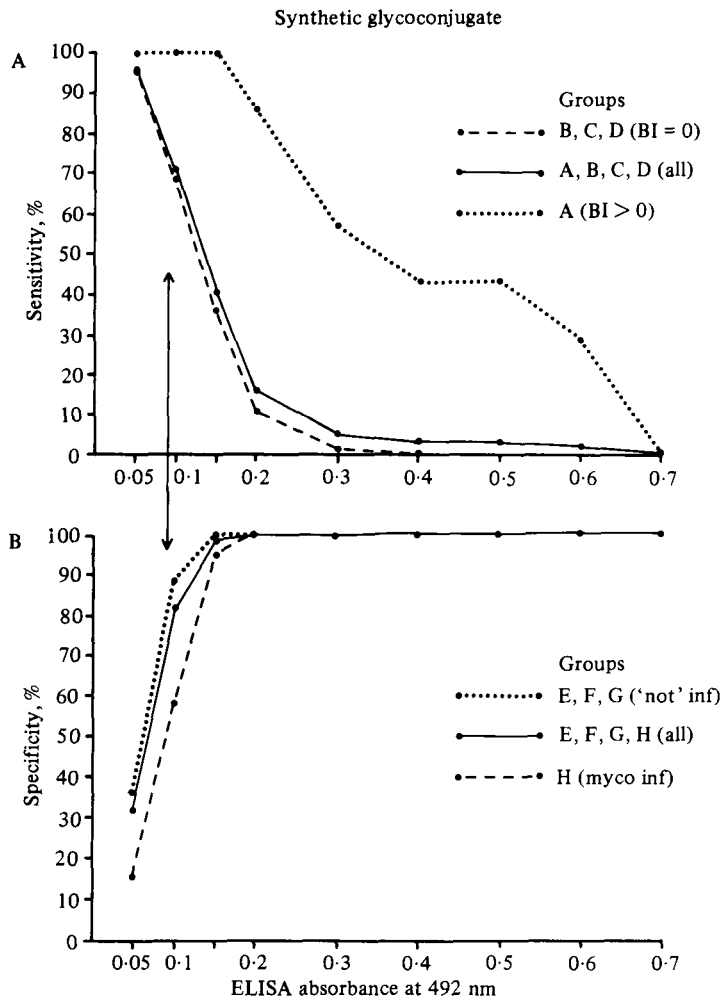 Synthetic glycoconjugate
A
100
90
80
70
60
50
40
30
20
10
0
Sensitivity, %
Groups
B, C, D (BI = 0)
A, B, C, D (all)
A (BI > 0)
0·05 0·1 0·2 0·3 0·4 0·5 0·6 0·7
B
100
90
80
70
60
50
40
30
20
10
0
Specificity, %
Groups
E, F, G ('not' inf)
E, F, G, H (all)
H (myco inf)
0·05 0·1 0·2 0·3 0·4 0·5 0·6 0·7
ELISA absorbance at 492 nm